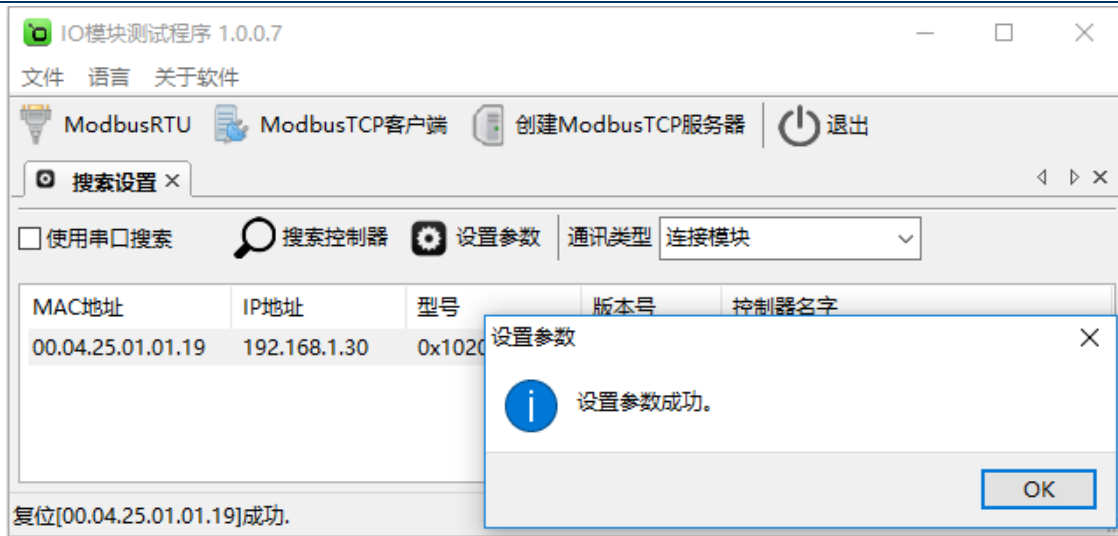 IO模块测试程序 1.0.0.7
文件 语言 关于软件
ModbusRTU ModbusTCP客户端 创建ModbusTCP服务器 退出
搜索设置
使用串口搜索 搜索控制器 设置参数 通讯类型 连接模块
MAC地址 IP地址 型号 版本号 控制器名字
00.04.25.01.01.19 192.168.1.30 0x1020
设置参数
设置参数成功。
OK
复位[00.04.25.01.01.19]成功.